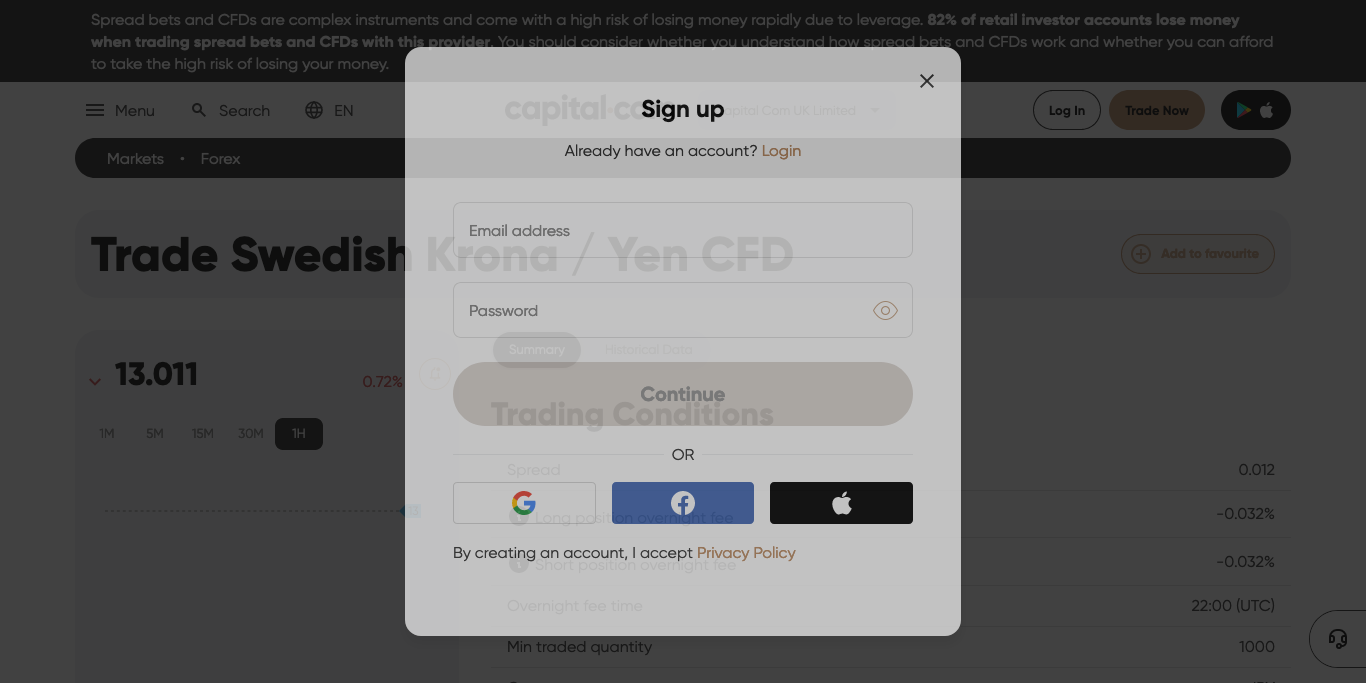 Spread bets and CFDs are complex instruments and come with a high risk of losing money rapidly due to leverage. 82% of retail investor accounts lose money
when trading spread bets and CFDs with this provider. You should consider whether you understand how spread bets and CFDs work and whether you can afford
to take the high risk of losing your money.
Menu
Search
EN
capital
Capital Com UK Limited
Log In
Trade Now
Sign up
Markets • Forex
Already have an account? Login
Email address
Trade Swedish Krona / Yen CFD
Add to favourite
Password
Summary
Historical Data
13.011
0.72%
Continue
Trading Conditions
1M
5M
15M
30M
1H
OR
Spread
0.012
Long position overnight fee
-0.032%
By creating an account, I accept Privacy Policy
Short position overnight fee
-0.032%
Overnight fee time
22:00 (UTC)
Min traded quantity
1000